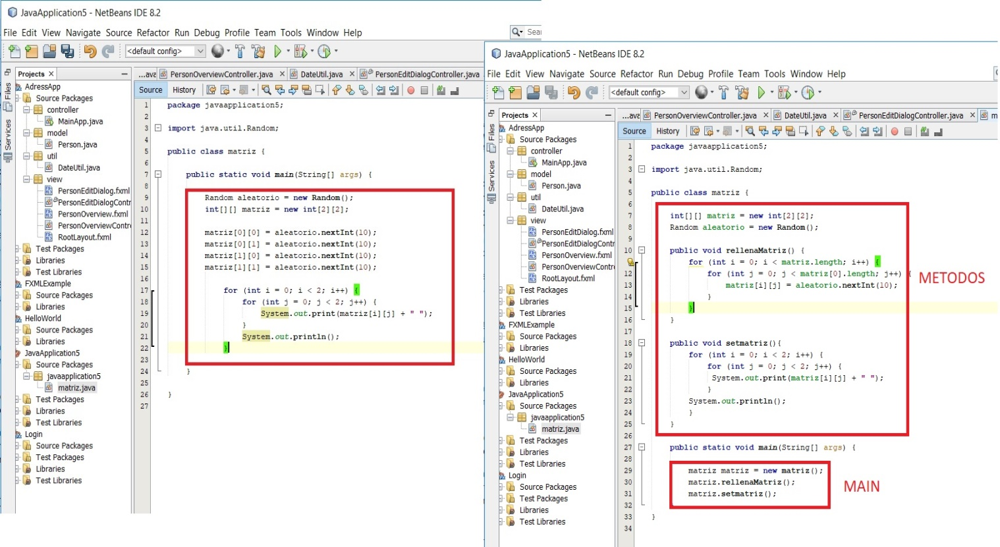 JavaApplication5 - NetBeans IDE 8.2
File Edit View Navigate Source Refactor Run Debug Profile Team Tools Window Help
<default config>
Projects
...ava PersonOverviewController.java DateUtil.java PersonEditDialogController.java
Files
Services
Source History
AdressApp
Source Packages
controller
MainApp.java
model
Person.java
util
DateUtil.java
view
PersonEditDialog.fxml
PersonEditDialogContr
PersonOverview.fxml
PersonOverviewContr
RootLayout.fxml
Test Packages
Libraries
Test Libraries
FXMLExample
Source Packages
Libraries
HelloWorld
Source Packages
Libraries
JavaApplication5
Source Packages
javaapplication5
matriz.java
Test Packages
Libraries
Test Libraries
Login
Source Packages
Test Packages
Libraries
Test Libraries
1 package javaapplication5;
2
3 import java.util.Random;
4
5 public class matriz {
6
7 public static void main(String[] args) {
8
9 Random aleatorio = new Random();
10 int[][] matriz = new int[2][2];
11
12 matriz[0][0] = aleatorio.nextInt(10);
13 matriz[0][1] = aleatorio.nextInt(10);
14 matriz[1][0] = aleatorio.nextInt(10);
15 matriz[1][1] = aleatorio.nextInt(10);
16
17 for (int i = 0; i < 2; i++) {
18 for (int j = 0; j < 2; j++) {
19 System.out.print(matriz[i][j] + " ");
20 }
21 System.out.println();
22 }
23
24 }
25
26 }
27
JavaApplication5 - NetBeans IDE 8.2
File Edit View Navigate Source Refactor Run Debug Profile Team Tools Window Help
<default config>
Projects
...ava PersonOverviewController.java DateUtil.java PersonEditDialogController.java m
Files
Services
Source History
AdressApp
Source Packages
controller
MainApp.java
model
Person.java
util
DateUtil.java
view
PersonEditDialog.fxml
PersonEditDialogContr
PersonOverview.fxml
PersonOverviewContr
RootLayout.fxml
Test Packages
Libraries
Test Libraries
FXMLExample
Source Packages
Libraries
HelloWorld
Source Packages
Libraries
JavaApplication5
Source Packages
javaapplication5
matriz.java
Test Packages
Libraries
Test Libraries
Login
Source Packages
Test Packages
Libraries
Test Libraries
1 package javaapplication5;
2
3 import java.util.Random;
4
5 public class matriz {
6
7 int[][] matriz = new int[2][2];
8 Random aleatorio = new Random();
9
10 public void rellenaMatriz() {
for (int i = 0; i < matriz.length; i++) {
12 for (int j = 0; j < matriz[0].length; j++) {
13 matriz[i][j] = aleatorio.nextInt(10);
14 }
15 }
16 }
17
18 public void setmatriz(){
19 for (int i = 0; i < 2; i++) {
20 for (int j = 0; j < 2; j++) {
21 System.out.print(matriz[i][j] + " ");
22 }
23 System.out.println();
24 }
25 }
26
27 public static void main(String[] args) {
28
29 matriz matriz = new matriz();
30 matriz.rellenaMatriz();
31 matriz.setmatriz();
32
33 }
34
METODOS
MAIN